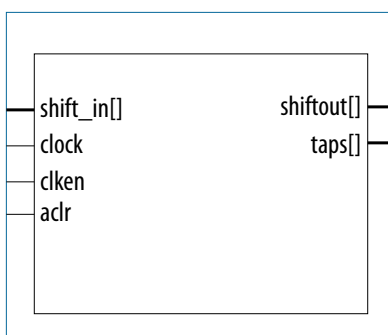 shift_in[]
shiftout[]
clock
taps[]
clken
aclr